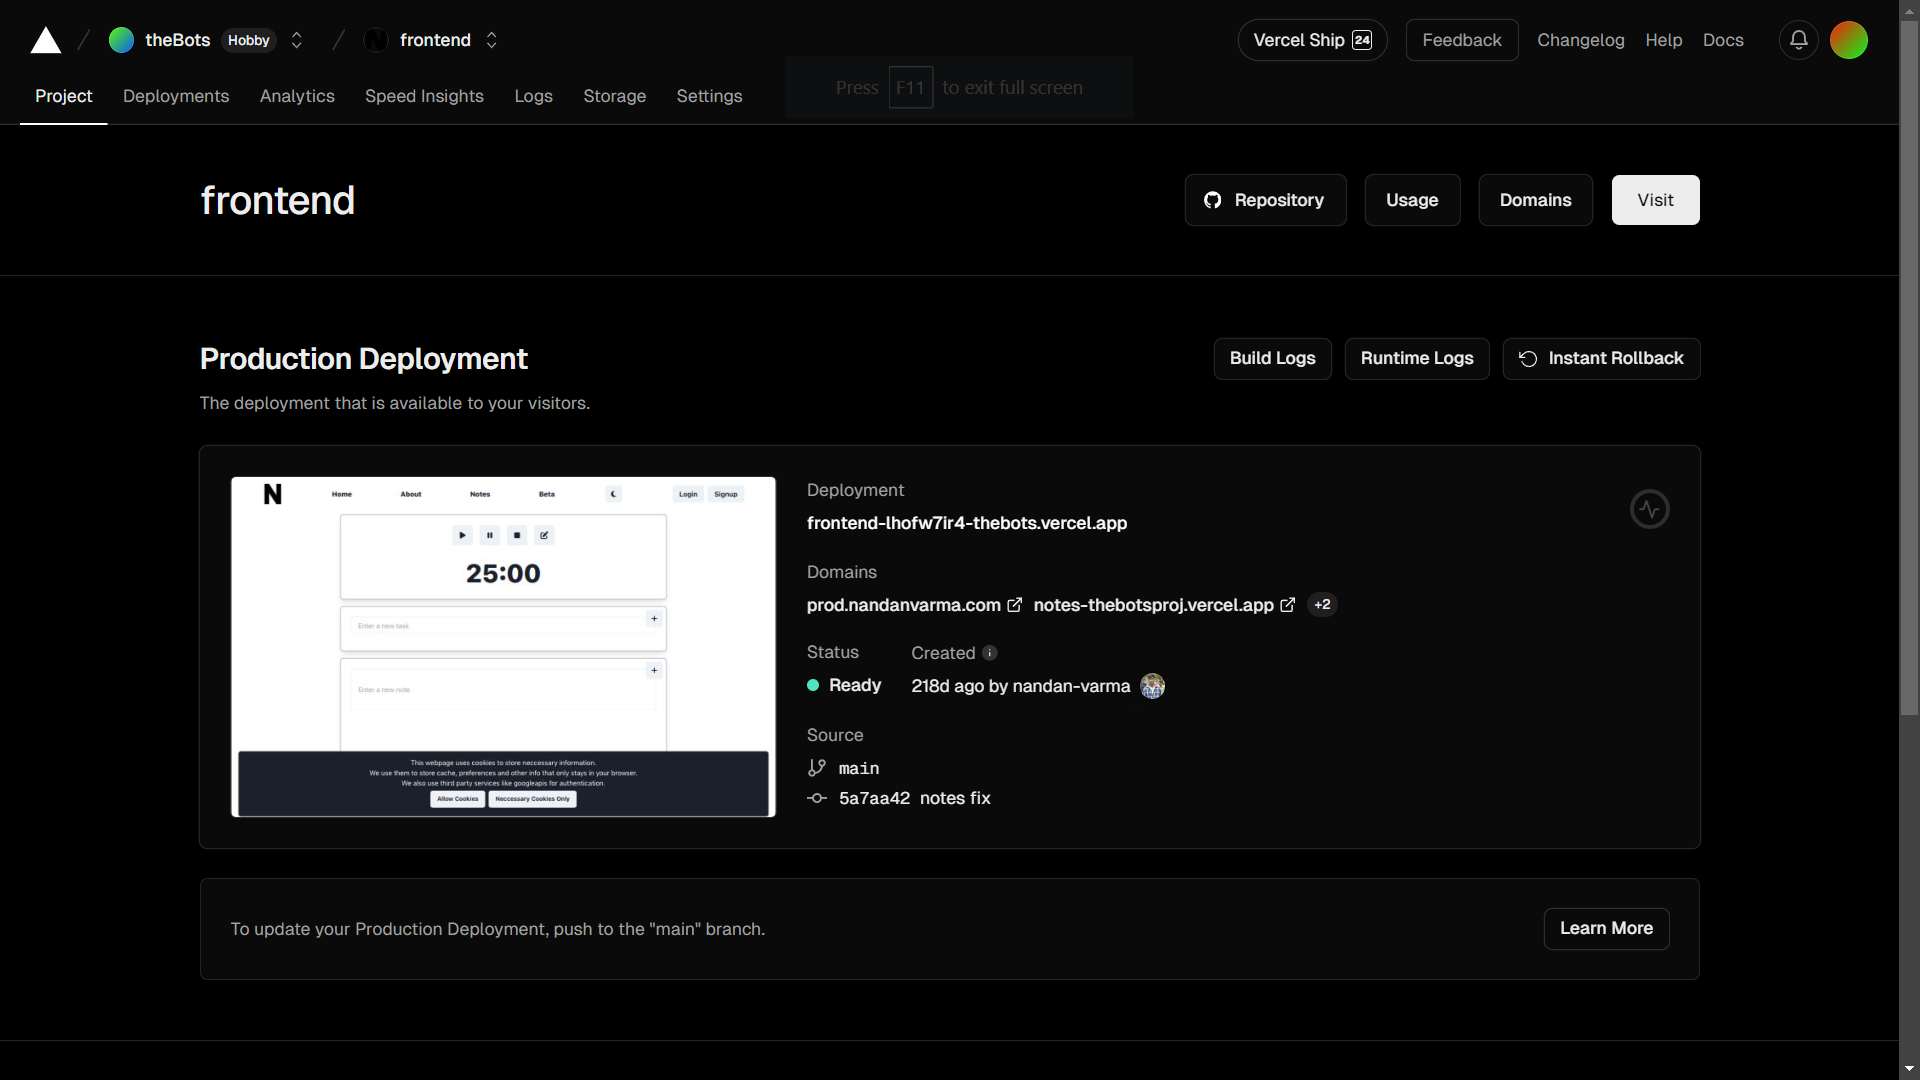 theBots Hobby frontend Vercel Ship 24 Feedback Changelog Help Docs
Press F11 to exit full screen
Project Deployments Analytics Speed Insights Logs Storage Settings
frontend Repository Usage Domains Visit
Production Deployment Build Logs Runtime Logs Instant Rollback
The deployment that is available to your visitors.
N Home About Notes Beta Login Signup
25:00
Enter a new task
+
Enter a new note
+
This webpage uses cookies to store neccessary information.
We use them to store cache, preferences and other info that only stays in your browser.
We also use third party services like googleapis for authentication.
Allow Cookies Neccessary Cookies Only
Deployment
frontend-lhofw7ir4-thebots.vercel.app
Domains
prod.nandanvarma.com notes-thebotsproj.vercel.app +2
Status Created
Ready 218d ago by nandan-varma
Source
main
5a7aa42 notes fix
To update your Production Deployment, push to the "main" branch. Learn More